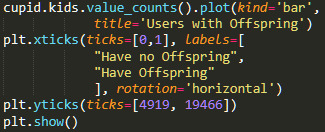 cupid.kids.value_counts().plot(kind='bar',
title='Users with Offspring')
plt.xticks(ticks=[0,1], labels=[
"Have no Offspring",
"Have Offspring"
], rotation='horizontal')
plt.yticks(ticks=[4919, 19466])
plt.show()